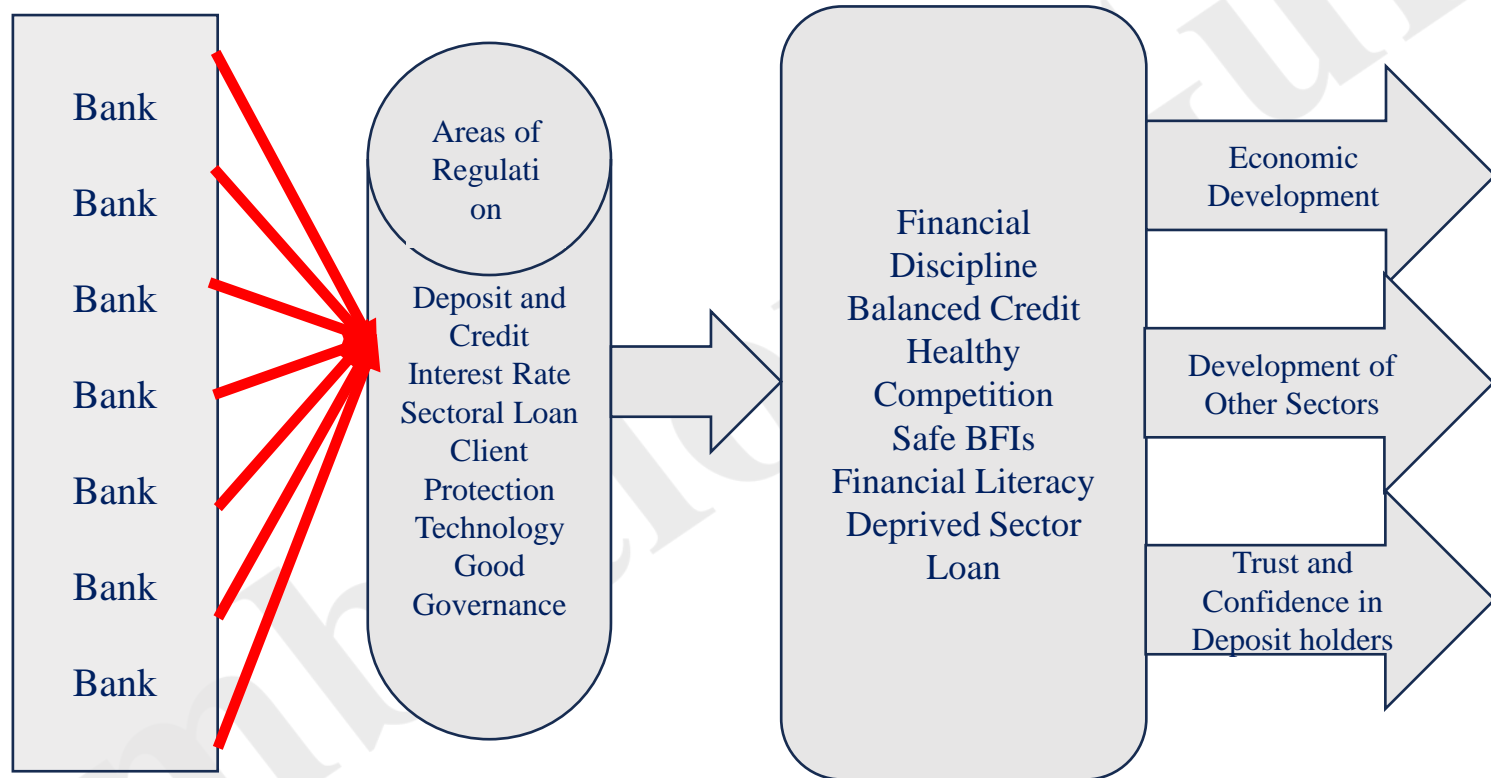 Bank
Bank
Bank
Bank
Bank
Bank
Bank
Areas of
Regulati
on
Deposit and
Credit
Interest Rate
Sectoral Loan
Client
Protection
Technology
Good
Governance
Financial
Discipline
Balanced Credit
Healthy
Competition
Safe BFIs
Financial Literacy
Deprived Sector
Loan
Economic
Development
Development of
Other Sectors
Trust and
Confidence in
Deposit holders